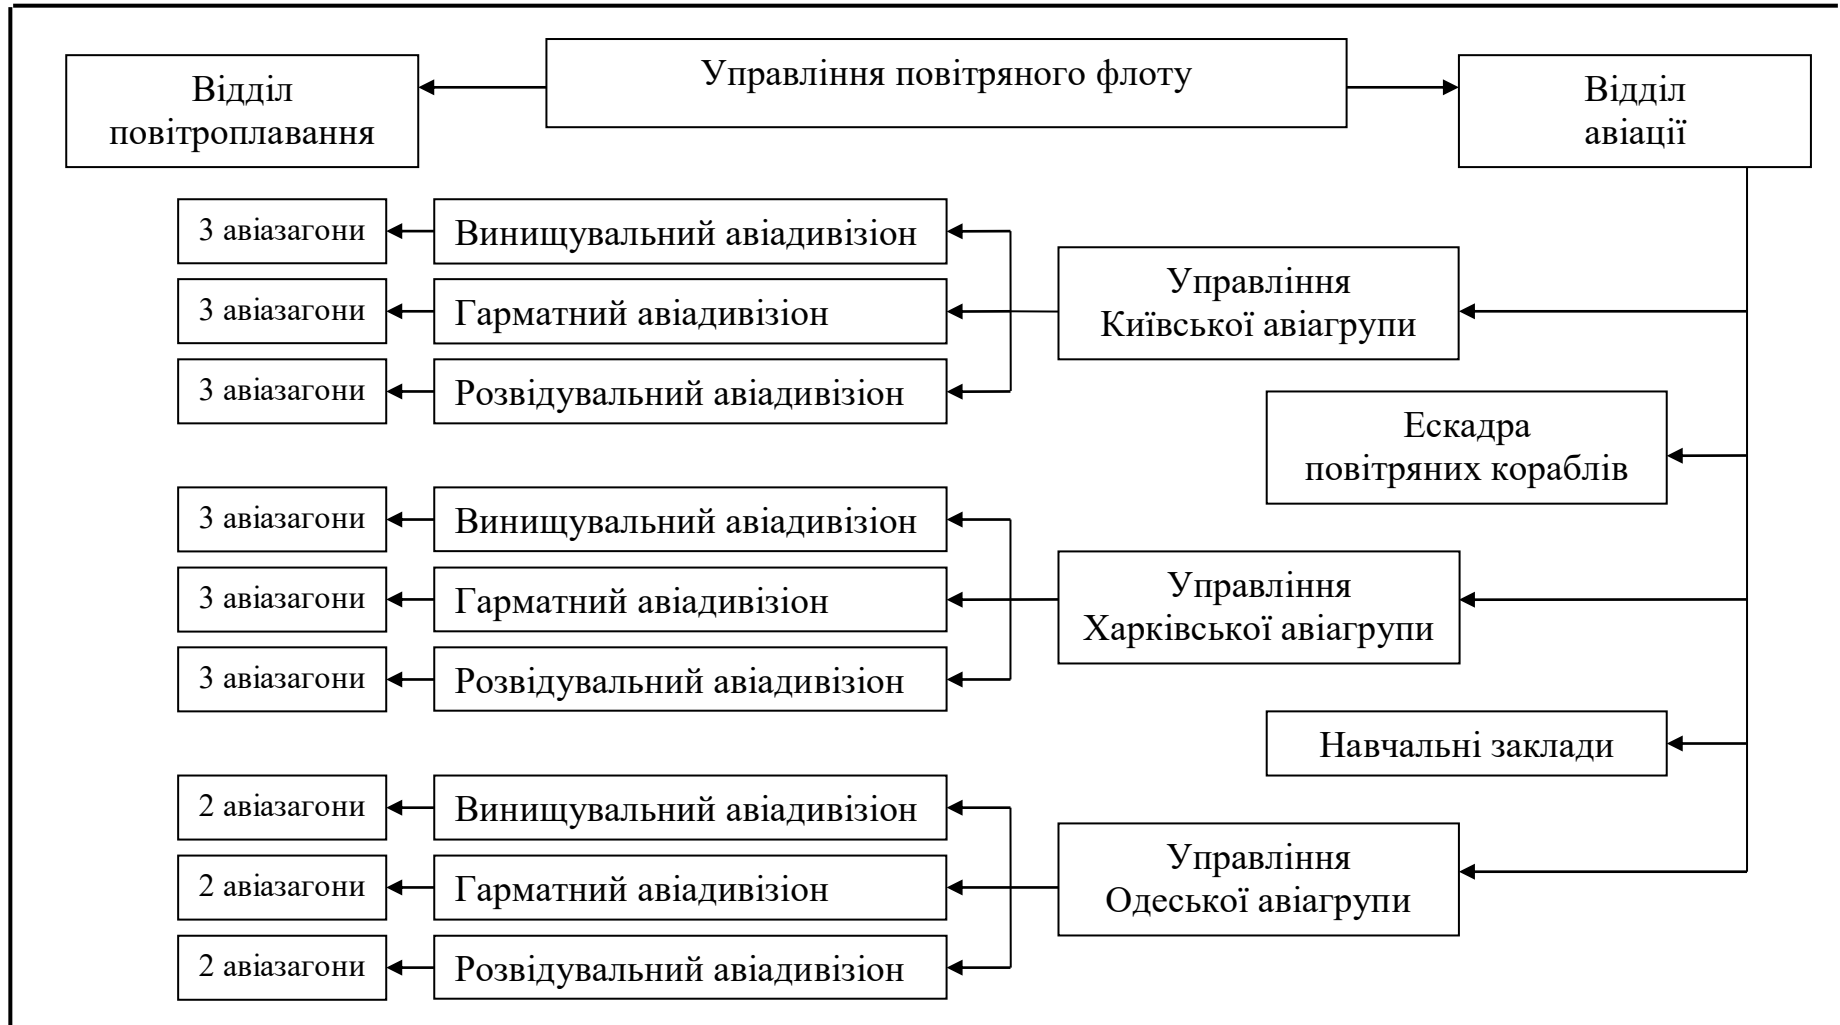 Управління повітряного флоту
Відділ
повітроплавання
Відділ
авіації
3 авіазагони
Винищувальний авіадивізіон
3 авіазагони
Гарматний авіадивізіон
3 авіазагони
Розвідувальний авіадивізіон
Управління
Київської авіагрупи
Ескадра
повітряних кораблів
3 авіазагони
Винищувальний авіадивізіон
3 авіазагони
Гарматний авіадивізіон
3 авіазагони
Розвідувальний авіадивізіон
Управління
Харківської авіагрупи
Навчальні заклади
2 авіазагони
Винищувальний авіадивізіон
2 авіазагони
Гарматний авіадивізіон
2 авіазагони
Розвідувальний авіадивізіон
Управління
Одеської авіагрупи